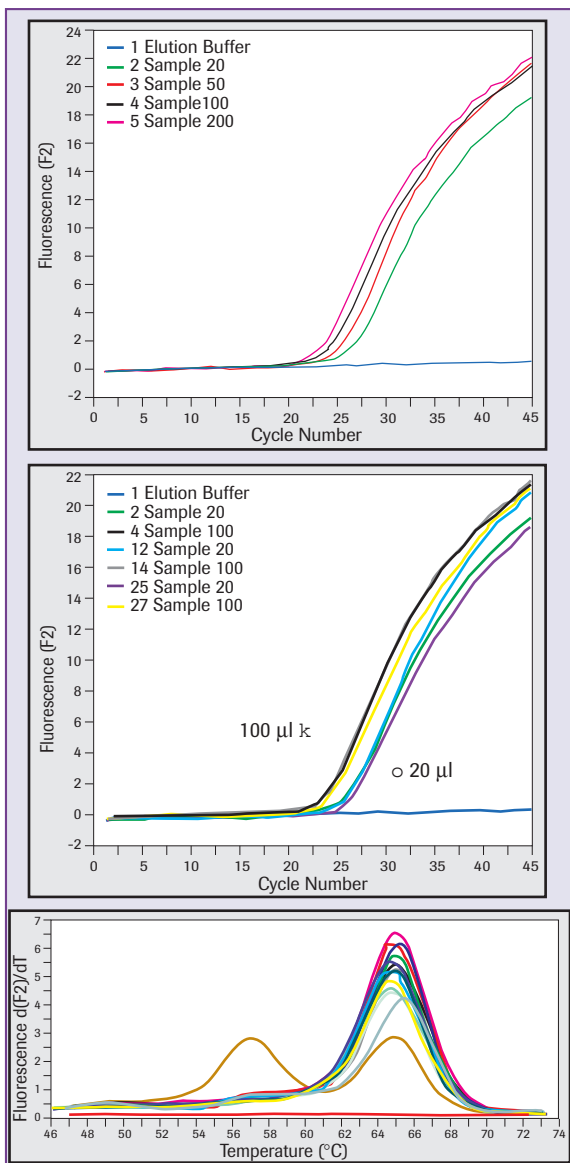 24
22
20
18
16
14
12
10
8
6
4
2
0
-2
Fluorescence (F2)
1 Elution Buffer
2 Sample 20
3 Sample 50
4 Sample100
5 Sample 200
0 5 10 15 20 25 30 35 40 45
Cycle Number
22
20
18
16
14
12
10
8
6
4
2
0
-2
Fluorescence (F2)
1 Elution Buffer
2 Sample 20
4 Sample 100
12 Sample 20
14 Sample 100
25 Sample 20
27 Sample 100
100 µl k
o 20 µl
0 5 10 15 20 25 30 35 40 45
Cycle Number
7
6
5
4
3
2
1
0
Fluorescence d(F2)/dT
46 48 50 52 54 56 58 60 62 64 66 68 70 72 74
Temperature (°C)